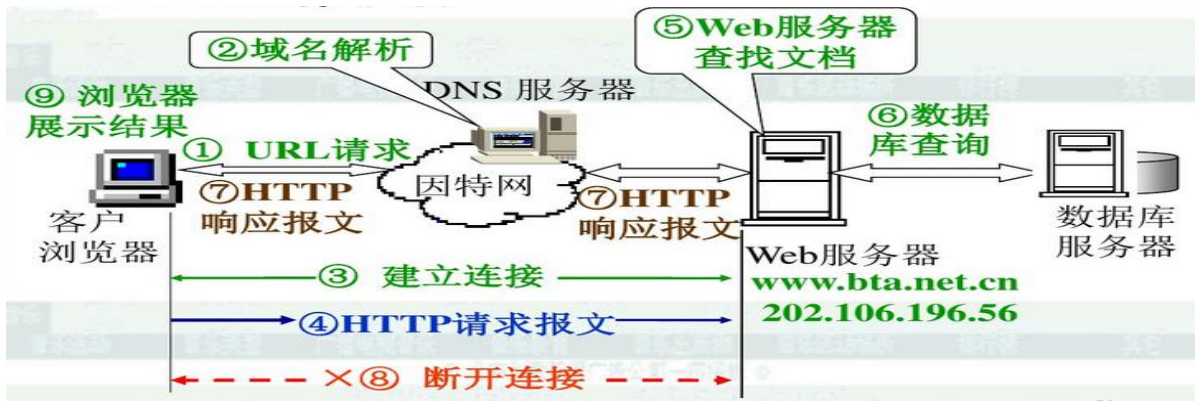 ②域名解析
⑤Web服务器
查找文档
DNS 服务器
⑨ 浏览器
展示结果
⑥数据
库查询
① URL请求
因特网
⑦HTTP
响应报文
⑦HTTP
响应报文
客户
浏览器
数据库
服务器
Web服务器
www.bta.net.cn
202.106.196.56
③ 建立连接
④HTTP请求报文
×⑧ 断开连接